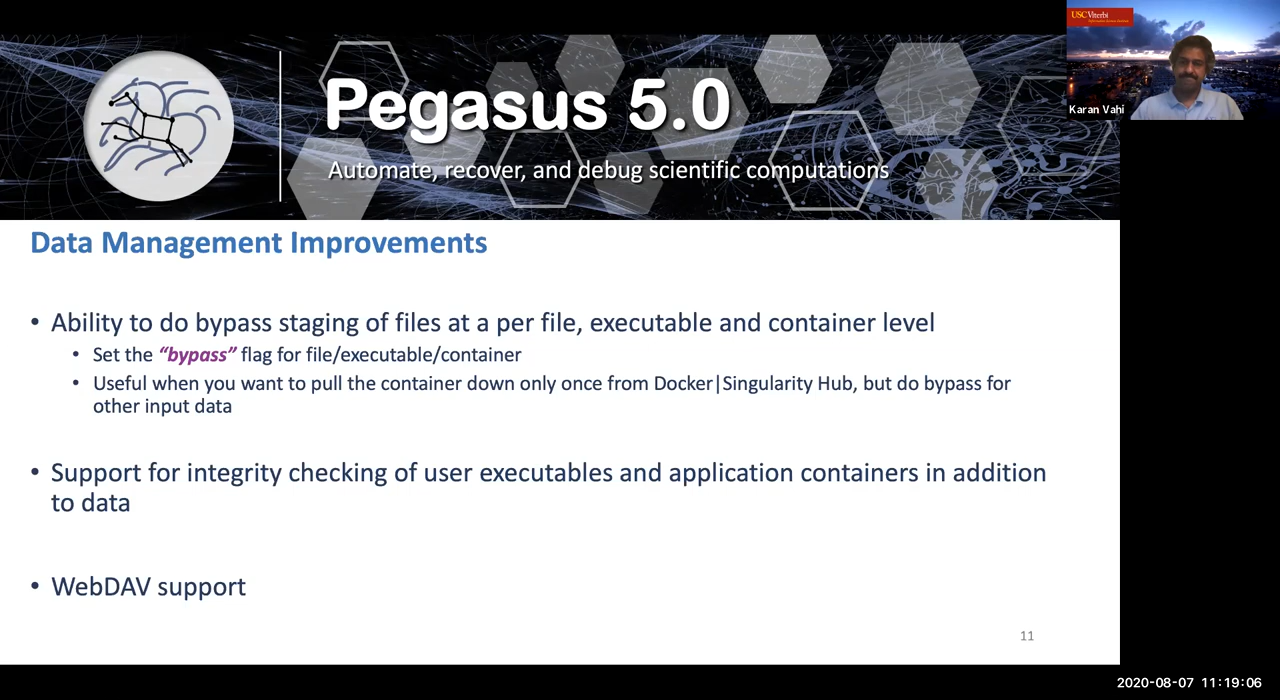 Pegasus 5.0
Automate, recover, and debug scientific computations
USC Viterbi
Karan Vahi
Data Management Improvements
• Ability to do bypass staging of files at a per file, executable and container level
• Set the “bypass” flag for file/executable/container
• Useful when you want to pull the container down only once from Docker|Singularity Hub, but do bypass for
other input data
• Support for integrity checking of user executables and application containers in addition
to data
• WebDAV support
11
2020-08-07 11:19:06